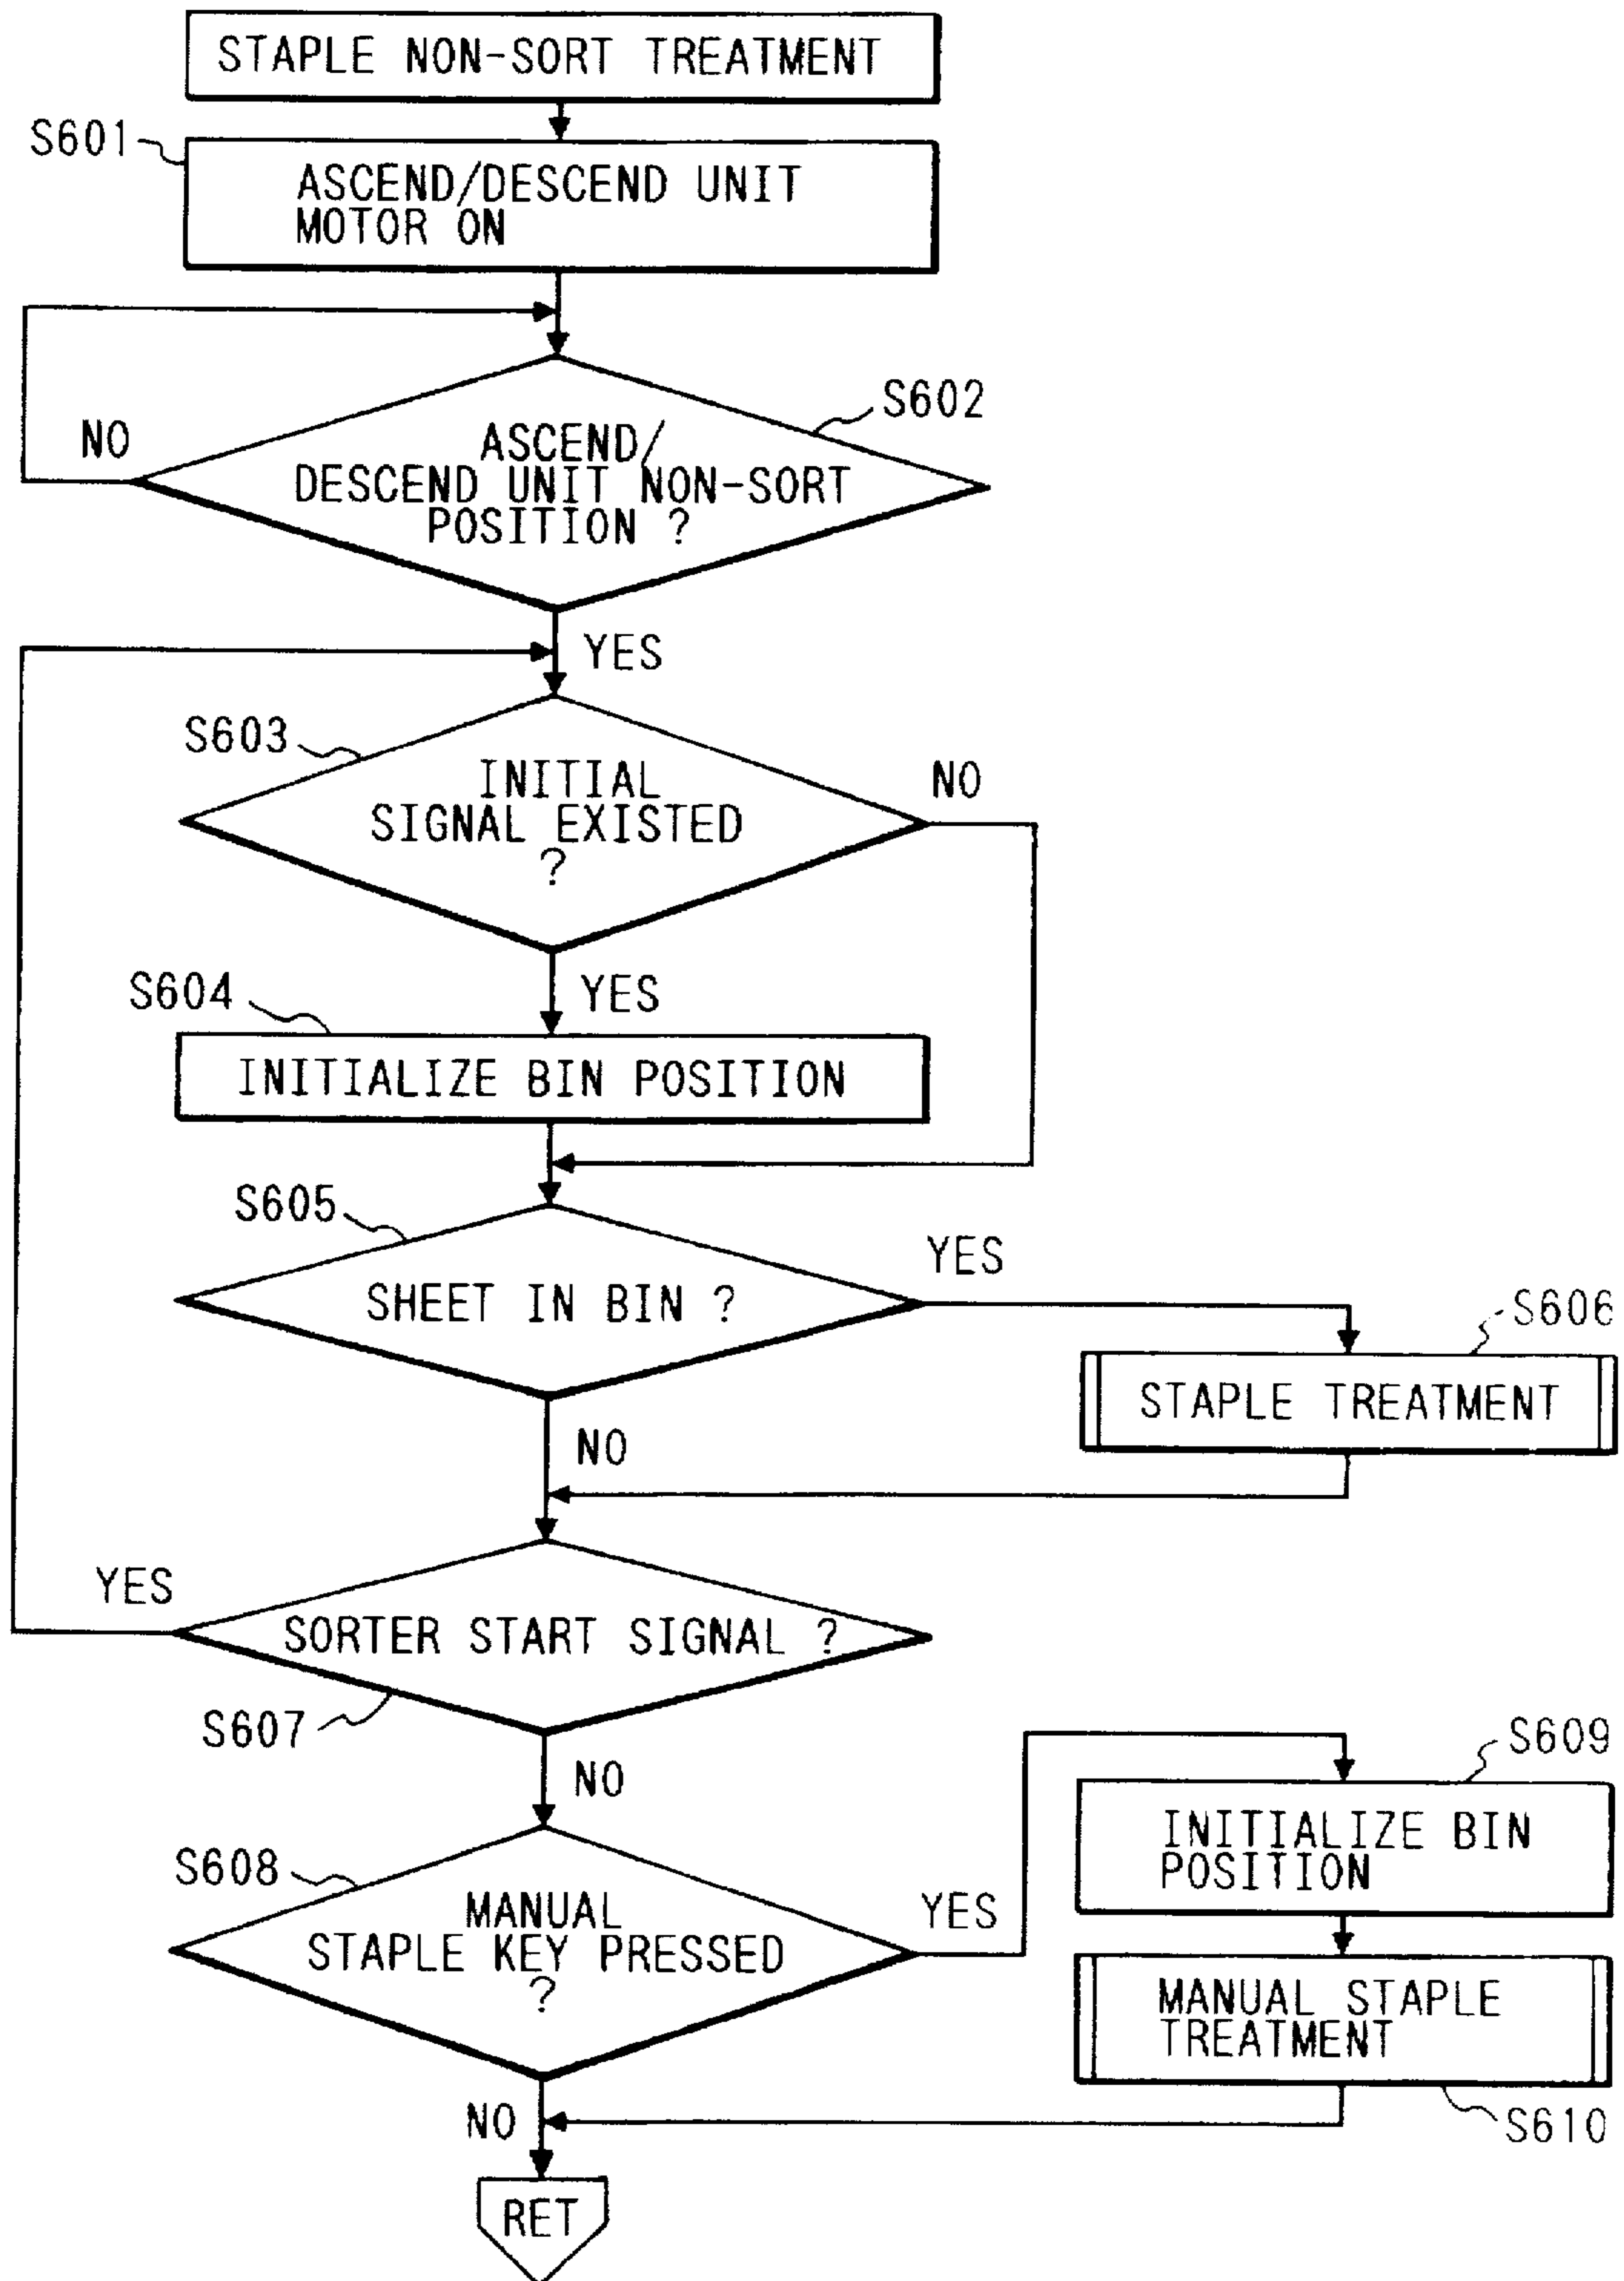 STAPLE NON-SORT TREATMENT
S601
ASCEND/DESCEND UNIT
MOTOR ON
S602
NO
ASCEND/
DESCEND UNIT NON-SORT
POSITION ?
YES
S603
INITIAL
SIGNAL EXISTED
?
NO
YES
S604
INITIALIZE BIN POSITION
S605
SHEET IN BIN ?
YES
S606
STAPLE TREATMENT
NO
YES
SORTER START SIGNAL ?
S607
NO
S609
INITIALIZE BIN
POSITION
S608
MANUAL
STAPLE KEY PRESSED
?
YES
MANUAL STAPLE
TREATMENT
S610
NO
RET